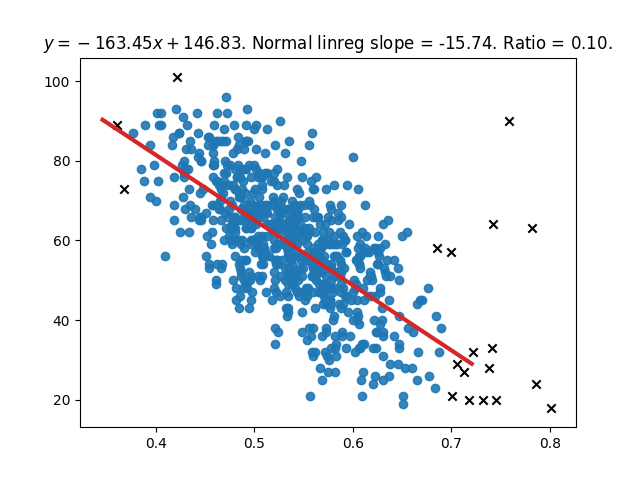 y = − 163.45x + 146.83. Normal linreg slope = -15.74. Ratio = 0.10.
100
80
60
40
20
0.4 0.5 0.6 0.7 0.8